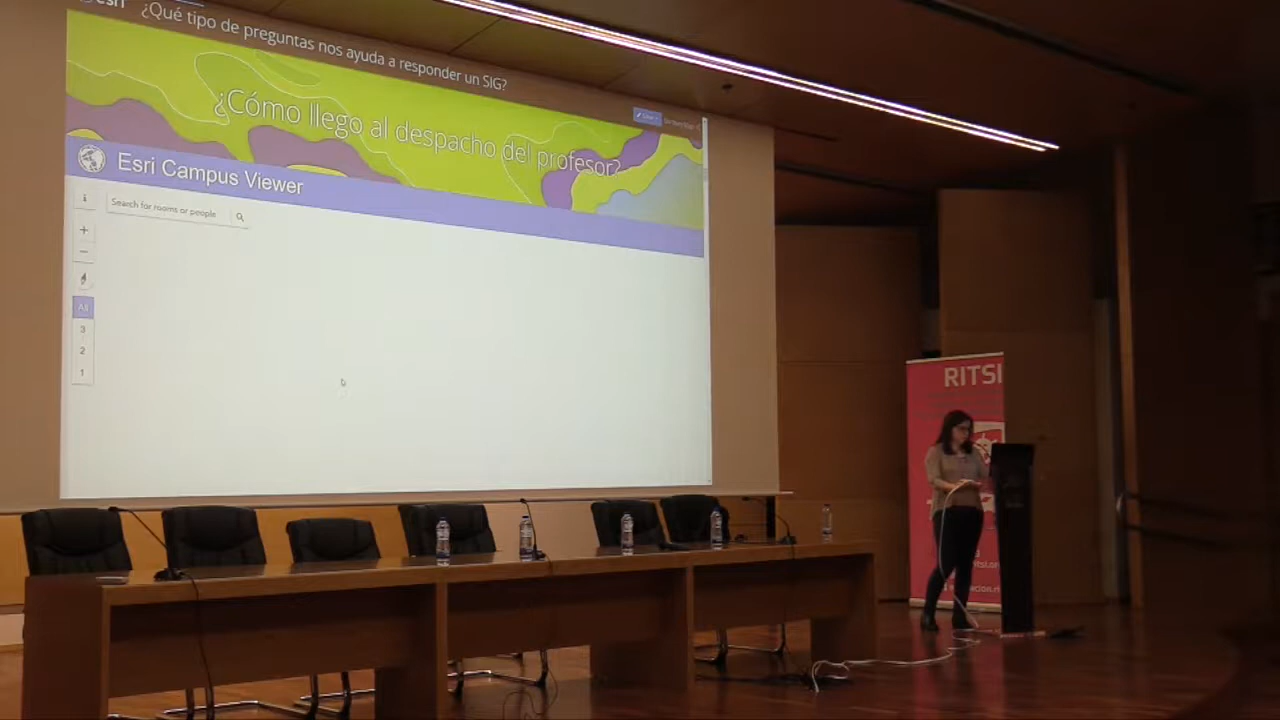 esri
¿Qué tipo de preguntas nos ayuda a responder un SIG?
¿Cómo llego al despacho del profesor?
Esri Campus Viewer
Search for rooms or people
i
+
−
All
3
2
1
RITSI